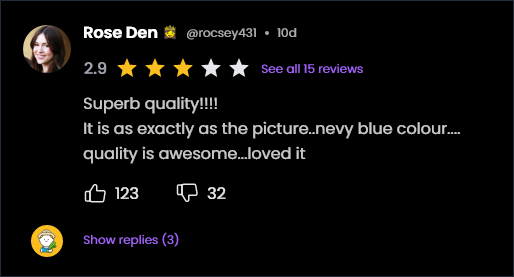 Rose Den @rocsey431 • 10d
2.9 See all 15 reviews
Superb quality!!!!
It is as exactly as the picture..nevy blue colour....
quality is awesome...loved it
123 32
Show replies (3)